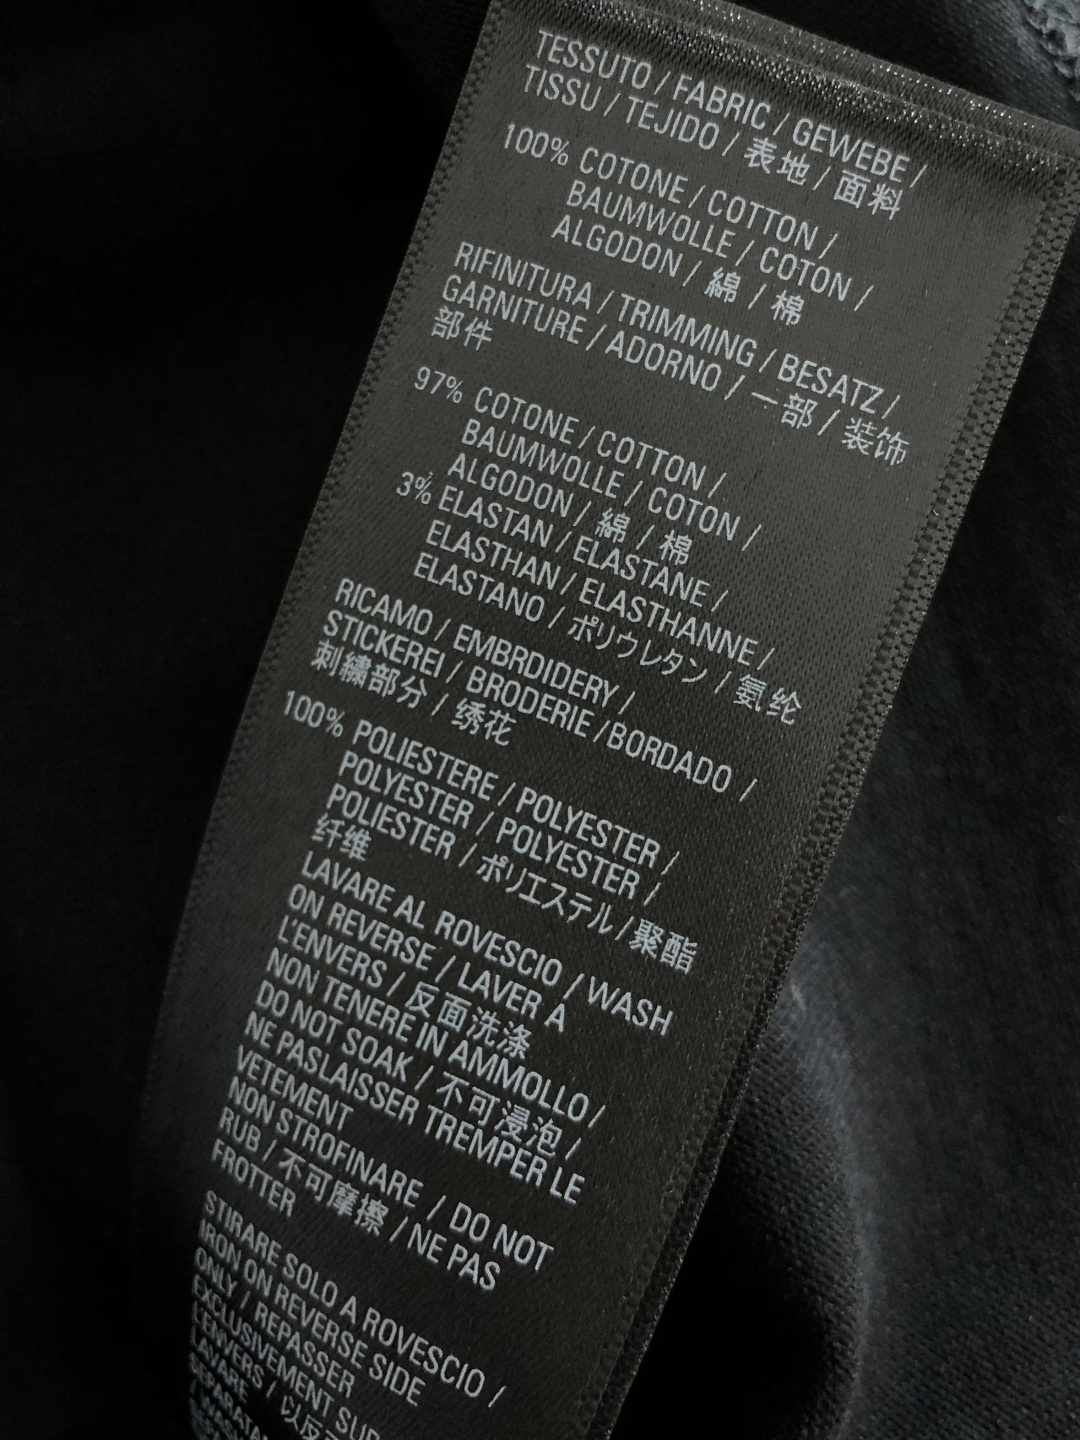 TESSUTO / FABRIC / GEWEBE /
TISSU / TEJIDO / 表地 / 面料
100% COTONE / COTTON /
BAUMWOLLE / COTON /
ALGODON / 綿 / 棉
RIFINITURA / TRIMMING / BESATZ /
GARNITURE / ADORNO / 一部 / 装饰
部件
97% COTONE / COTTON /
BAUMWOLLE / COTON /
ALGODON / 綿 / 棉
3% ELASTAN / ELASTANE /
ELASTHAN / ELASTHANNE /
ELASTANO / ポリウレタン / 氨纶
RICAMO / EMBRDIDERY /
STICKEREI / BRODERIE /BORDADO /
刺繍部分 / 绣花
100% POLIESTERE / POLYESTER /
POLYESTER / POLYESTER /
POLIESTER / ポリエステル / 聚酯
纤维
LAVARE AL ROVESCIO / WASH
ON REVERSE / LAVER A
L'ENVERS / 反面洗涤
NON TENERE IN AMMOLLO /
DO NOT SOAK / 不可浸泡 /
NE PASLAISSER TREMPER LE
VETEMENT
NON STROFINARE / DO NOT
RUB / 不可摩擦 / NE PAS
FROTTER
STIRARE SOLO A ROVESCIO /
IRON ON REVERSE SIDE
ONLY / REPASSER
EXCLUSIVEMENT SUR
L'ENVERS / 以反
LAVARE